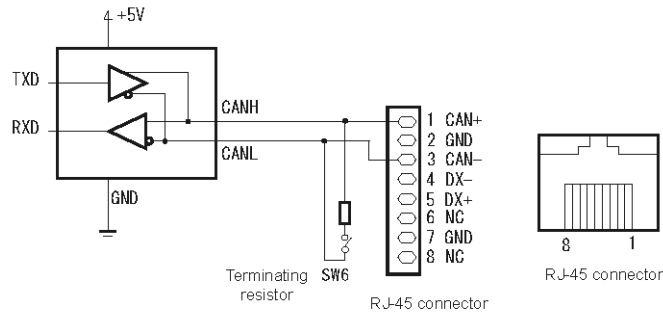 +5V
TXD
RXD
CANH
CANL
GND
1 CAN+
2 GND
3 CAN−
4 DX−
5 DX+
6 NC
7 GND
8 NC
Terminating
resistor
SW6
RJ-45 connector
8 1
RJ-45 connector